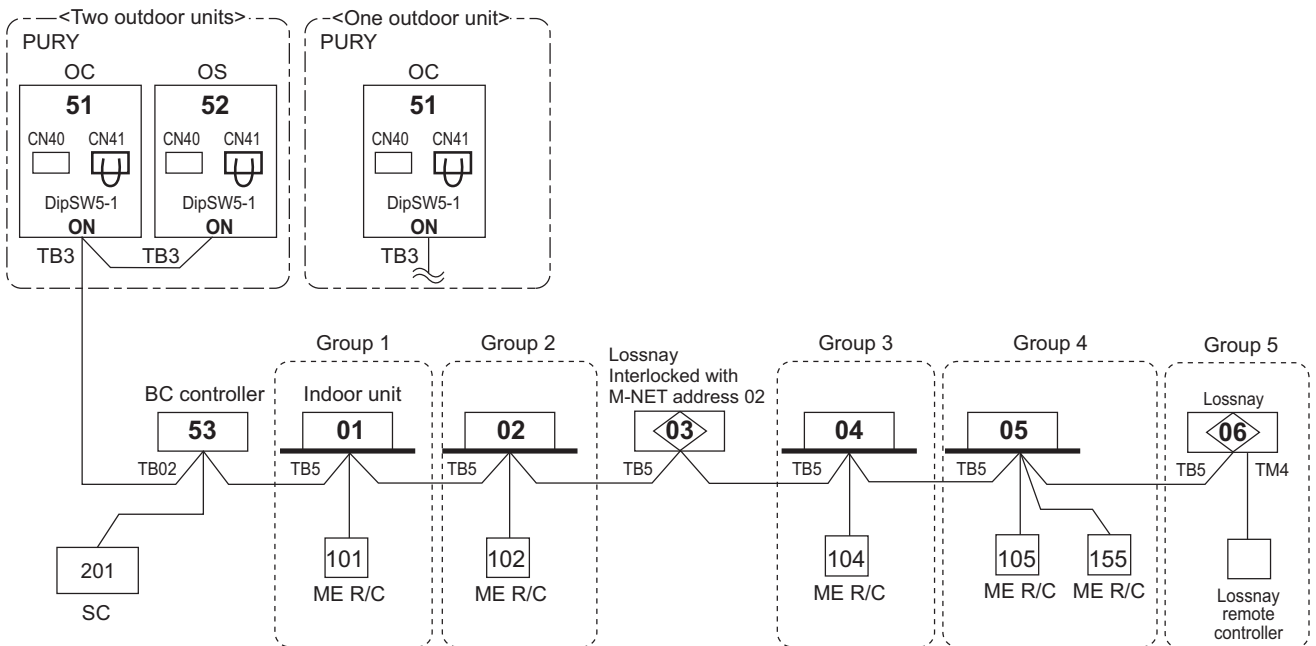 <Two outdoor units>
PURY
OC OS
51 52
CN40 CN41 CN40 CN41
DipSW5-1 DipSW5-1
ON ON
TB3 TB3
<One outdoor unit>
PURY
OC
51
CN40 CN41
DipSW5-1
ON
TB3
BC controller
53
TB02
201
SC
Group 1
Indoor unit
01
TB5
101
ME R/C
Group 2
02
TB5
102
ME R/C
Lossnay
Interlocked with
M-NET address 02
03
TB5
Group 3
04
TB5
104
ME R/C
Group 4
05
TB5
105 155
ME R/C ME R/C
Group 5
Lossnay
06
TB5 TM4
Lossnay
remote
controller